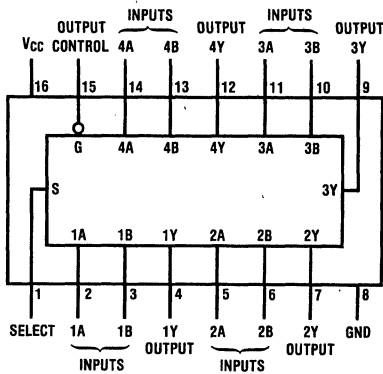 OUTPUT INPUTS OUTPUT INPUTS OUTPUT
VCC CONTROL 4A 4B 4Y 3A 3B 3Y
16 15 14 13 12 11 10 9
G 4A 4B 4Y 3A 3B
S 3Y
1A 1B 1Y 2A 2B 2Y
1 2 3 4 5 6 7 8
SELECT 1A 1B 1Y 2A 2B 2Y GND
INPUTS OUTPUT INPUTS OUTPUT